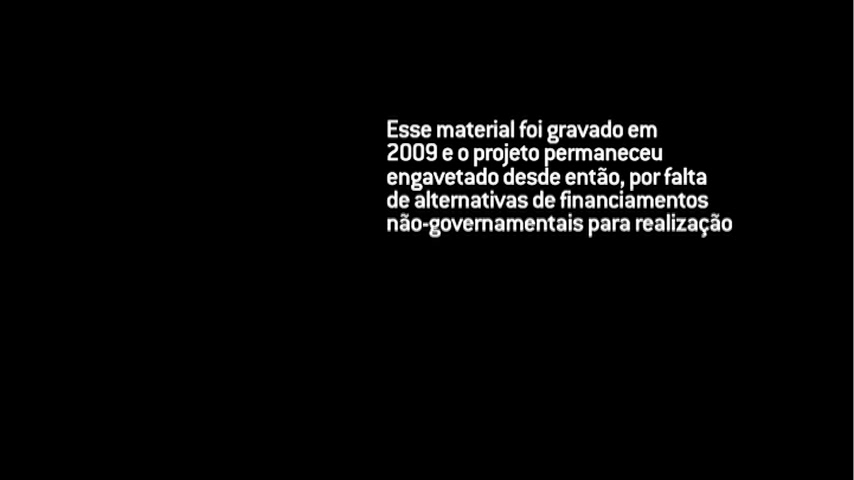 Esse material foi gravado em
2009 e o projeto permaneceu
engavetado desde então, por falta
de alternativas de financiamentos
não-governamentais para realização